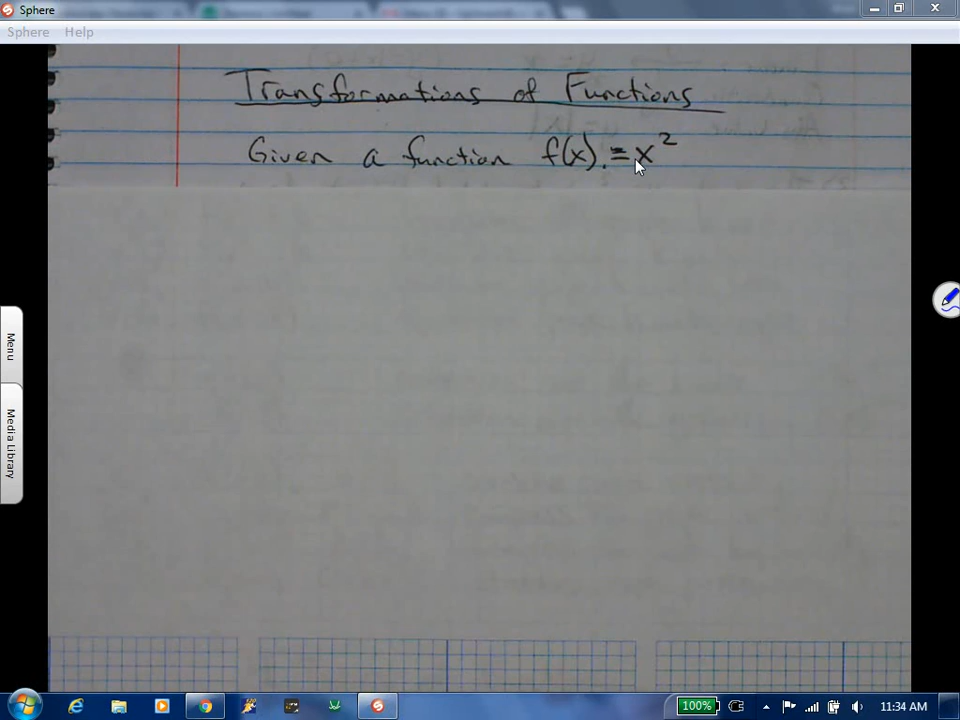 Sphere
Sphere Help
Transformations of Functions
Given a function f(x). = x²
Menu
Media Library
100%
11:34 AM